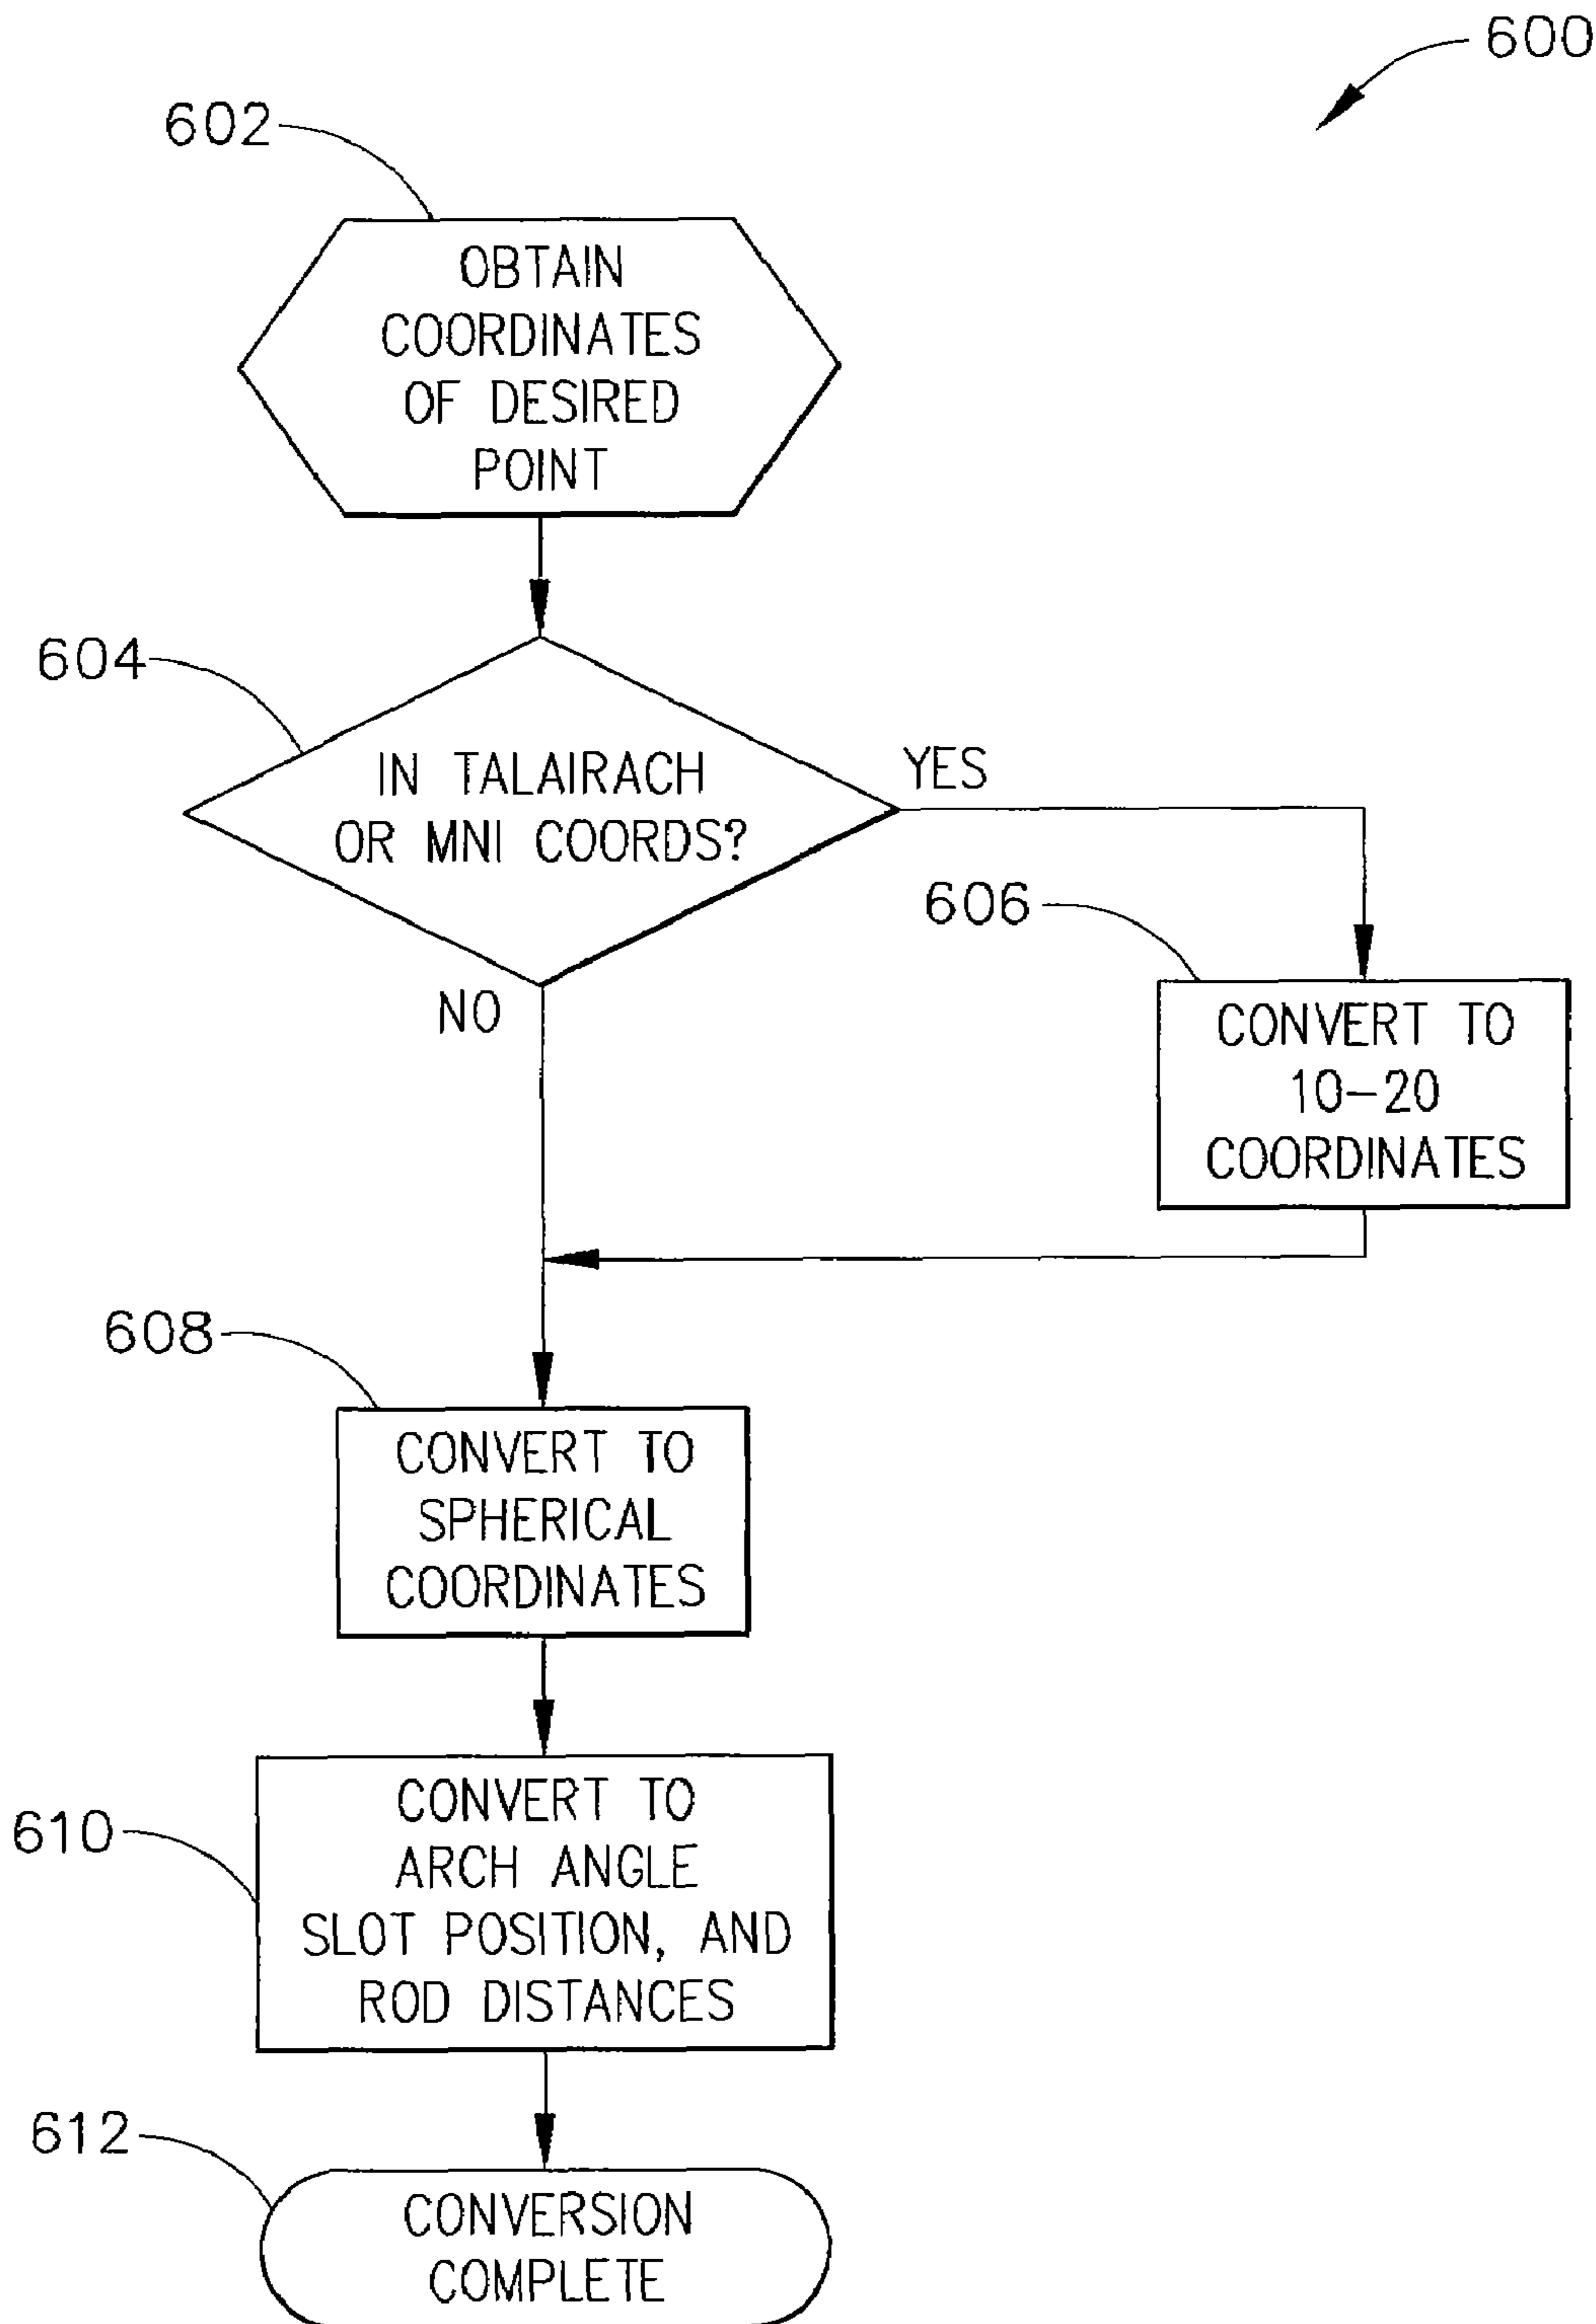 600
602
OBTAIN
COORDINATES
OF DESIRED
POINT
604
IN TALAIRACH
OR MNI COORDS?
YES
NO
606
CONVERT TO
10-20
COORDINATES
608
CONVERT TO
SPHERICAL
COORDINATES
610
CONVERT TO
ARCH ANGLE
SLOT POSITION, AND
ROD DISTANCES
612
CONVERSION
COMPLETE